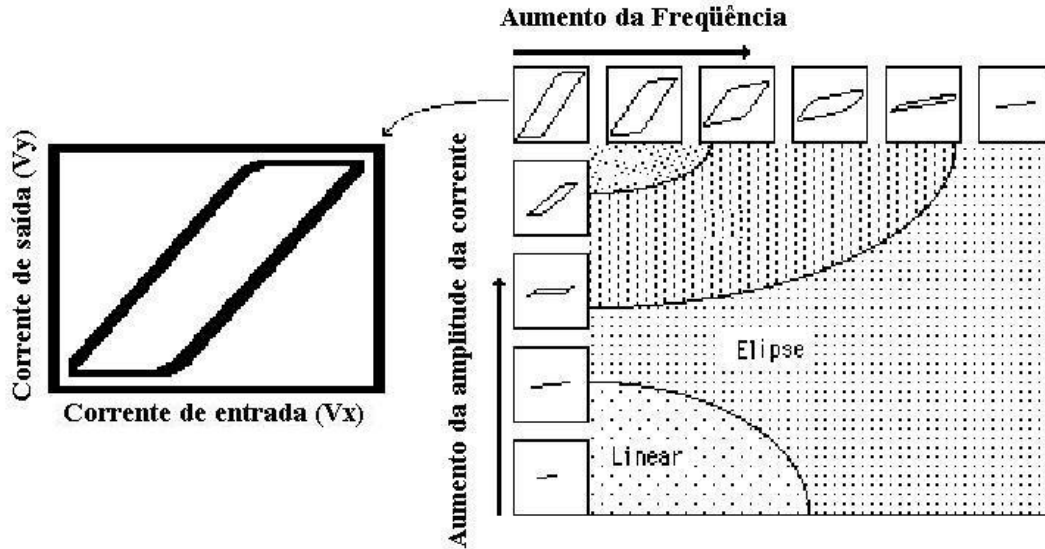 Aumento da Freqüência
Corrente de saída (Vy)
Corrente de entrada (Vx)
Aumento da amplitude da corrente
Elipse
Linear